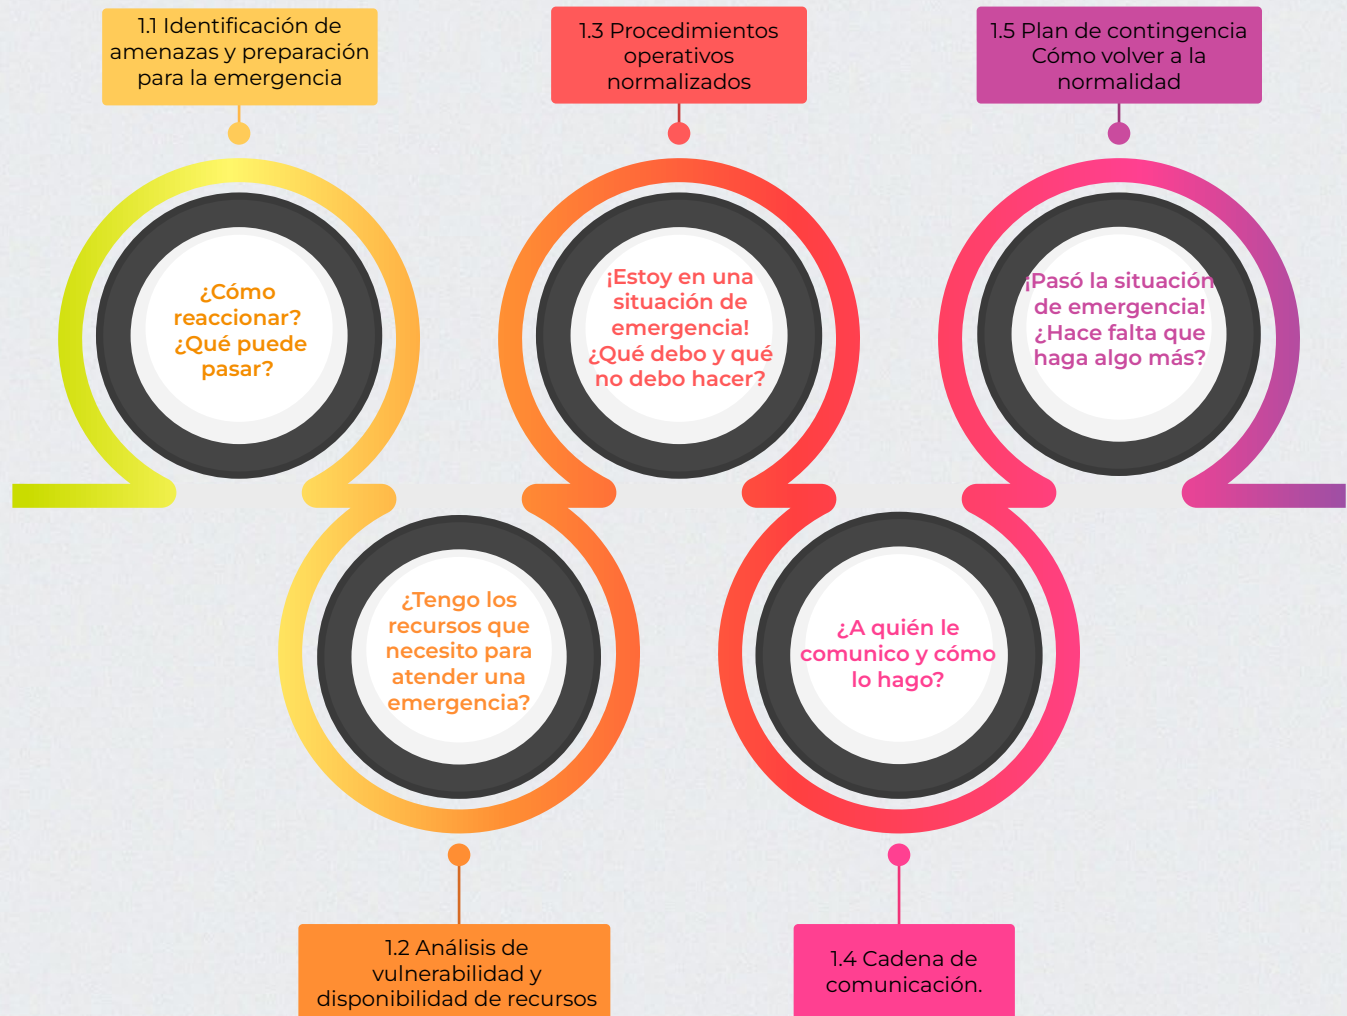 1.1 Identificación de
amenazas y preparación
para la emergencia
1.3 Procedimientos
operativos
normalizados
1.5 Plan de contingencia
Cómo volver a la
normalidad
¿Cómo
reaccionar?
¿Qué puede
pasar?
¡Estoy en una
situación de
emergencia!
¿Qué debo y qué
no debo hacer?
¡Pasó la situación
de emergencia!
¿Hace falta que
haga algo más?
¿Tengo los
recursos que
necesito para
atender una
emergencia?
¿A quién le
comunico y cómo
lo hago?
1.2 Análisis de
vulnerabilidad y
disponibilidad de recursos
1.4 Cadena de
comunicación.